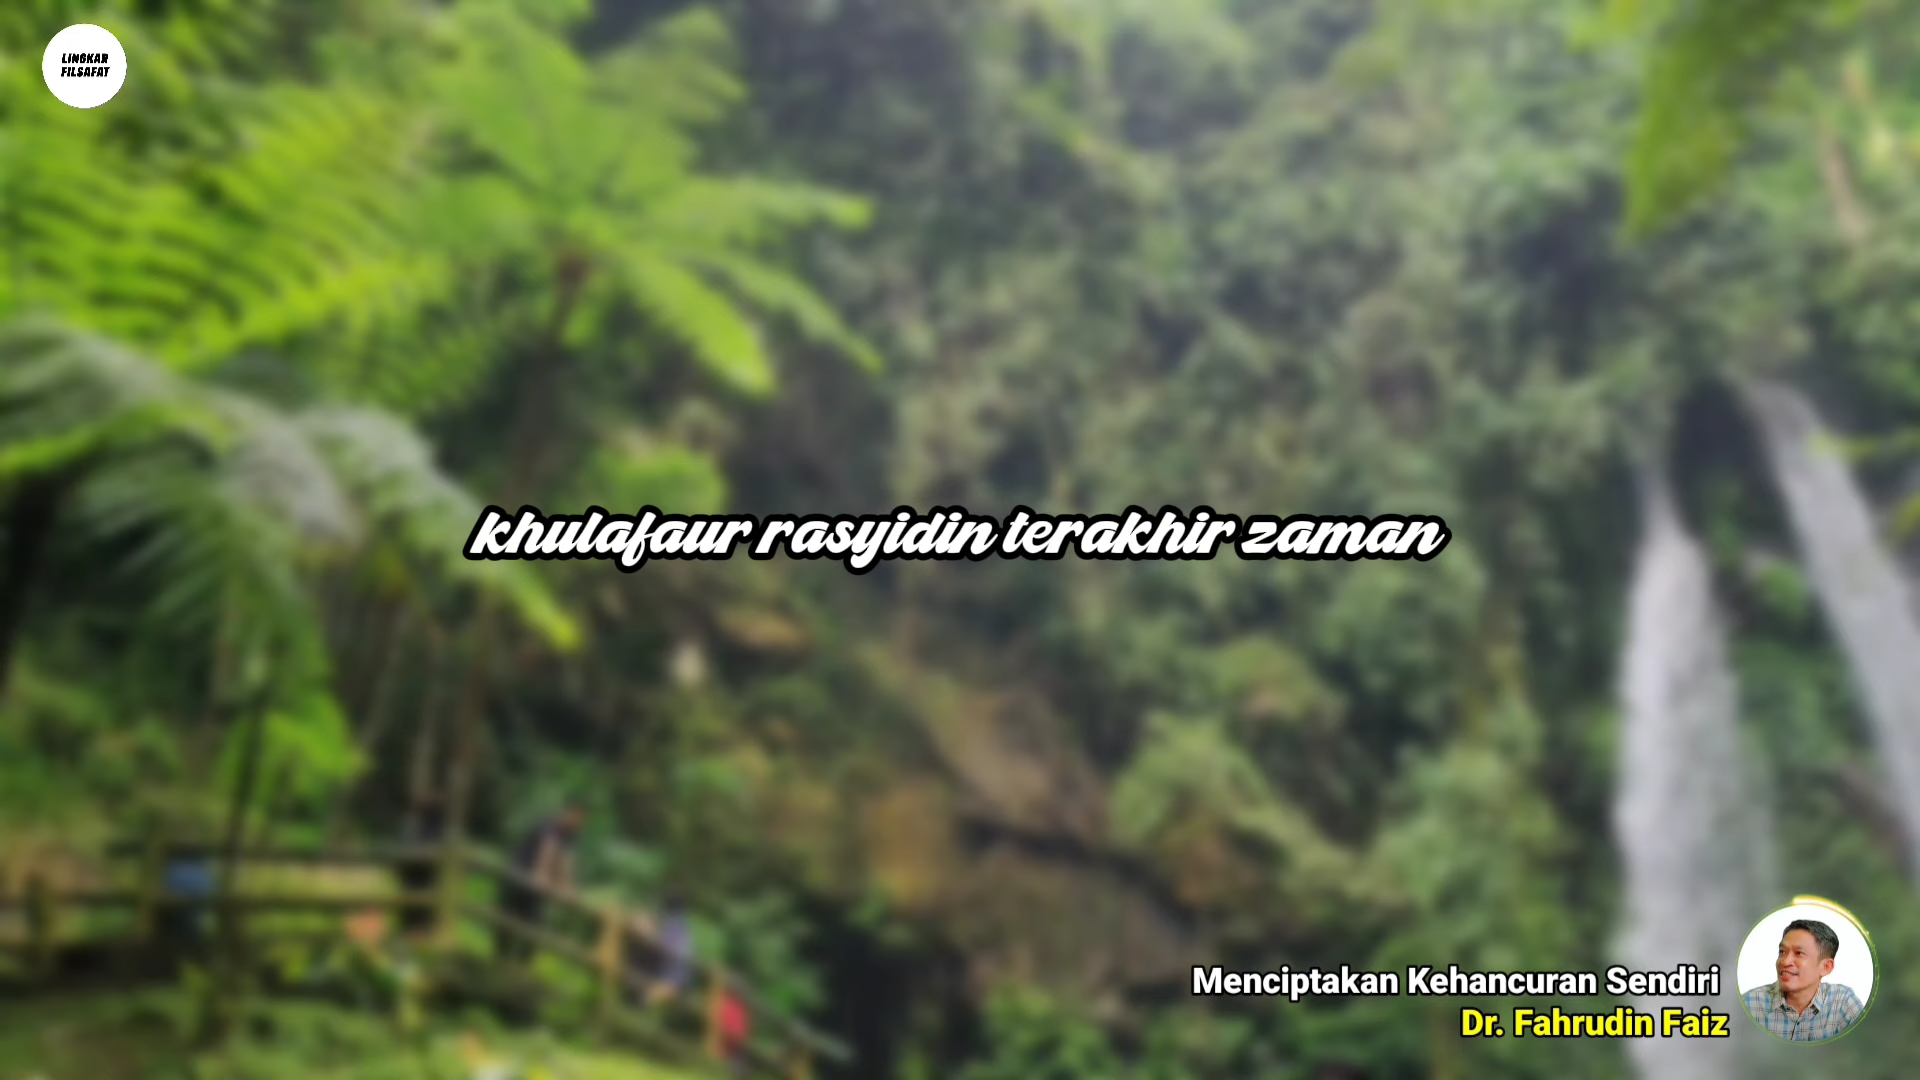 LINGKAR
FILSAFAT
khulafaur rasyidin terakhir zaman
Menciptakan Kehancuran Sendiri
Dr. Fahrudin Faiz